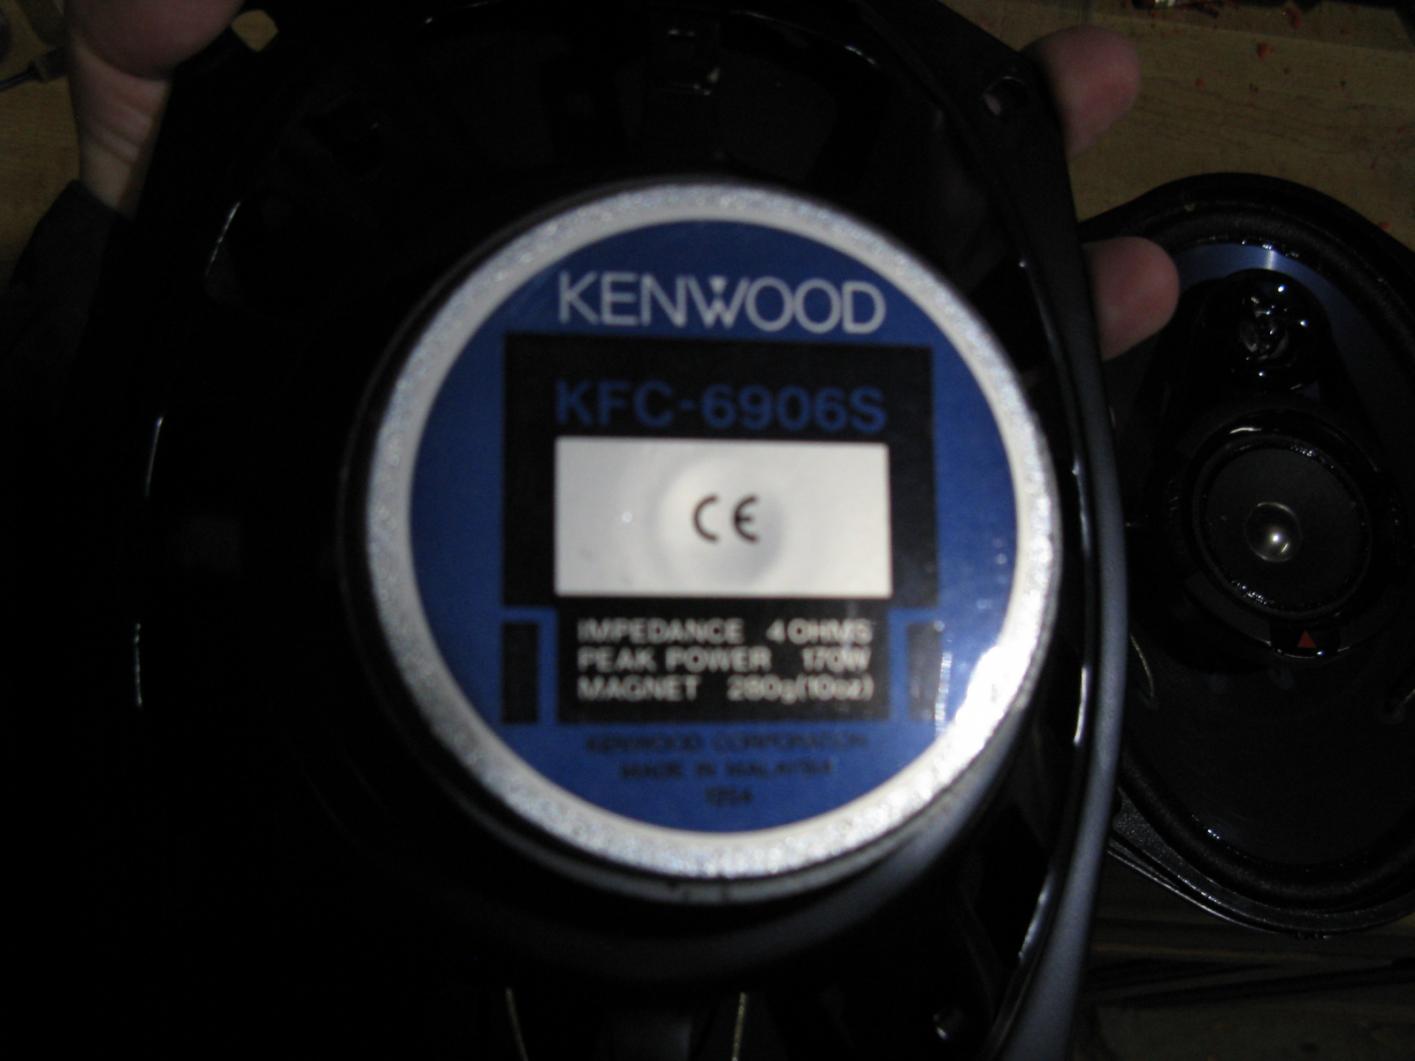 KENWOOD
KFC-6906S
CE
IMPEDANCE 4 OHMS
PEAK POWER 170W
MAGNET 280g(10oz)
KENWOOD CORPORATION
MADE IN MALAYSIA